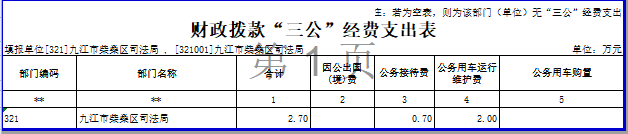 注：若为空表，则为该部门（单位）无“三公”经费支出
财政拨款“三公”经费支出表
填报单位[321]九江市柴桑区司法局 , [321001]九江市柴桑区司法局 单位：万元
部门编码 部门名称 合计 因公出国(境)费 公务接待费 公务用车运行维护费 公务用车购置
** ** 1 2 3 4 5
321 九江市柴桑区司法局 2.70 0.70 2.00
第 1 页